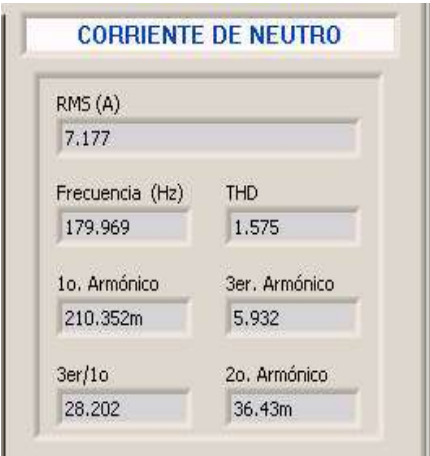 CORRIENTE DE NEUTRO
RMS (A)
7.177
Frecuencia (Hz) THD
179.969 1.575
1o. Armónico 3er. Armónico
210.352m 5.932
3er/1o 2o. Armónico
28.202 36.43m